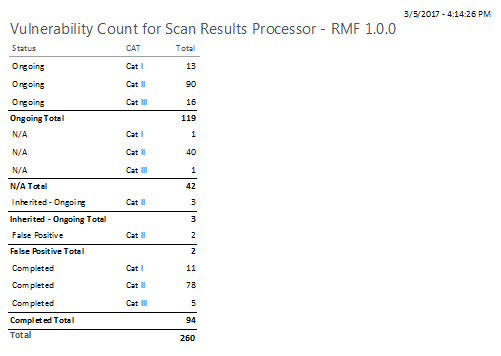 3/5/2017 - 4:14:26 PM
Vulnerability Count for Scan Results Processor - RMF 1.0.0
Status CAT Total
Ongoing Cat I 13
Ongoing Cat II 90
Ongoing Cat III 16
Ongoing Total 119
N/A Cat I 1
N/A Cat II 40
N/A Cat III 1
N/A Total 42
Inherited - Ongoing Cat II 3
Inherited - Ongoing Total 3
False Positive Cat II 2
False Positive Total 2
Completed Cat I 11
Completed Cat II 78
Completed Cat III 5
Completed Total 94
Total 260